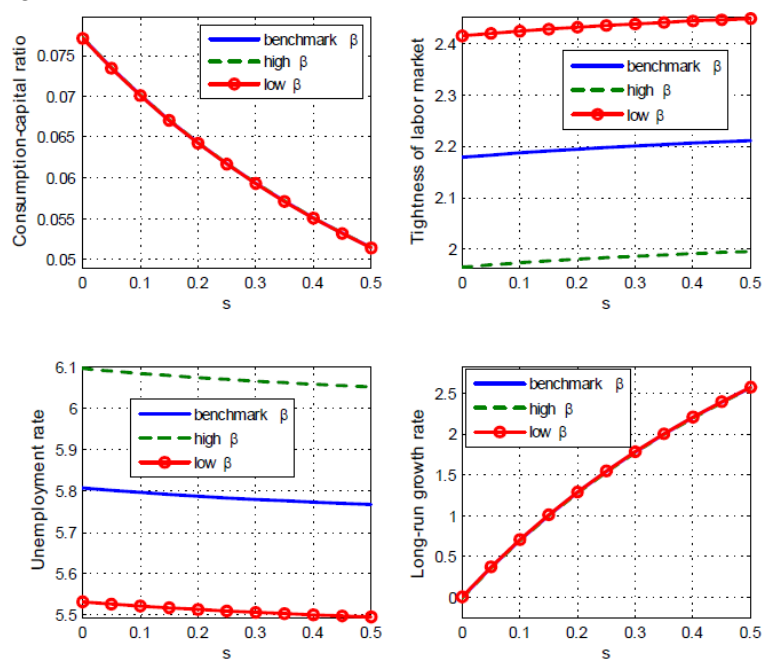 Consumption-capital ratio
0.075
0.07
0.065
0.06
0.055
0.05
0 0.1 0.2 0.3 0.4 0.5
s
benchmark β
high β
low β
Tightness of labor market
2.4
2.3
2.2
2.1
2
0 0.1 0.2 0.3 0.4 0.5
s
benchmark β
high β
low β
Unemployment rate
6.1
6
5.9
5.8
5.7
5.6
5.5
0 0.1 0.2 0.3 0.4 0.5
s
benchmark β
high β
low β
Long-run growth rate
2.5
2
1.5
1
0.5
0
0 0.1 0.2 0.3 0.4 0.5
s
benchmark β
high β
low β